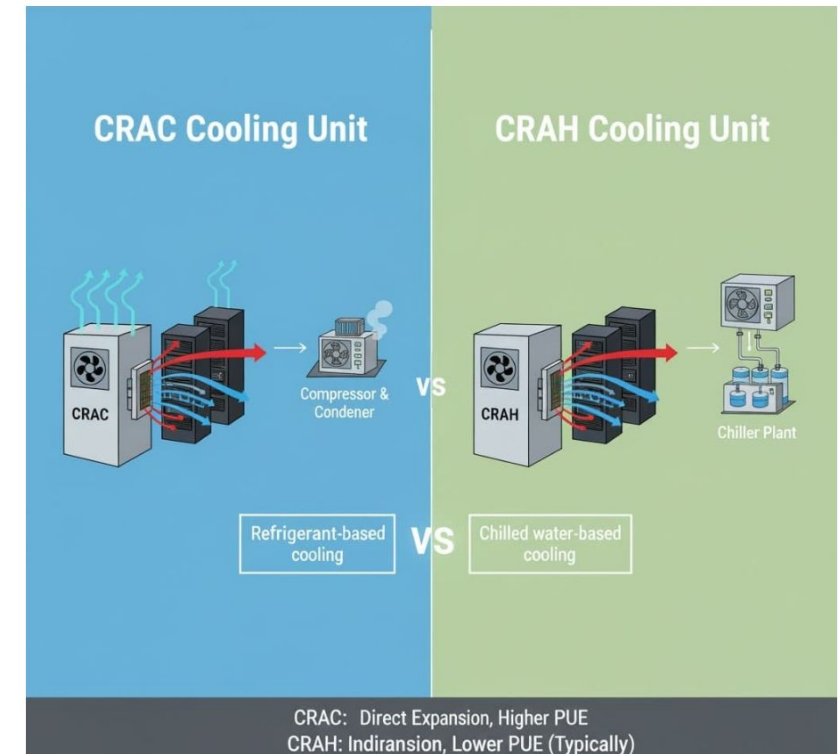 CRAC Cooling Unit
CRAH Cooling Unit
CRAC
Compressor &
Condener
VS
CRAH
Chiller Plant
Refrigerant-based
cooling
VS
Chilled water-based
cooling
CRAC: Direct Expansion, Higher PUE
CRAH: Indiransion, Lower PUE (Typically)